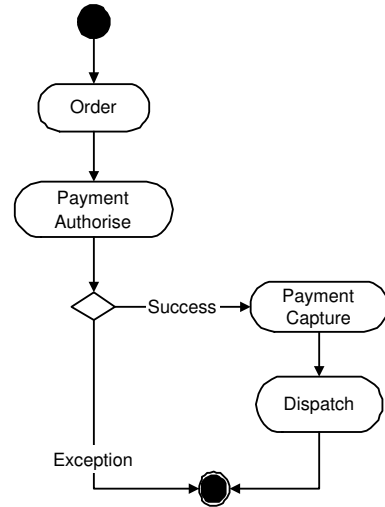 Order
Payment
Authorise
Success
Payment
Capture
Dispatch
Exception